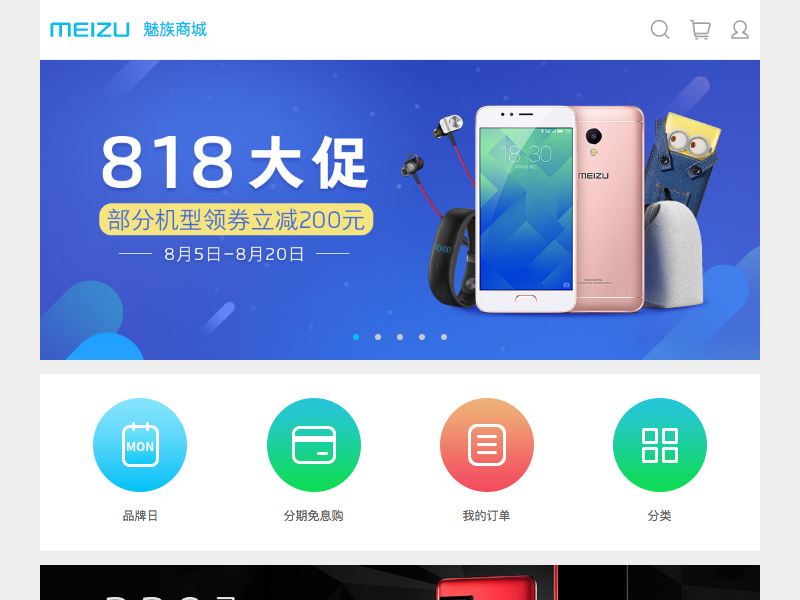 MEIZU 魅族商城
818大促
部分机型领券立减200元
8月5日-8月20日
18:30
MEIZU
MON
品牌日
分期免息购
我的订单
分类